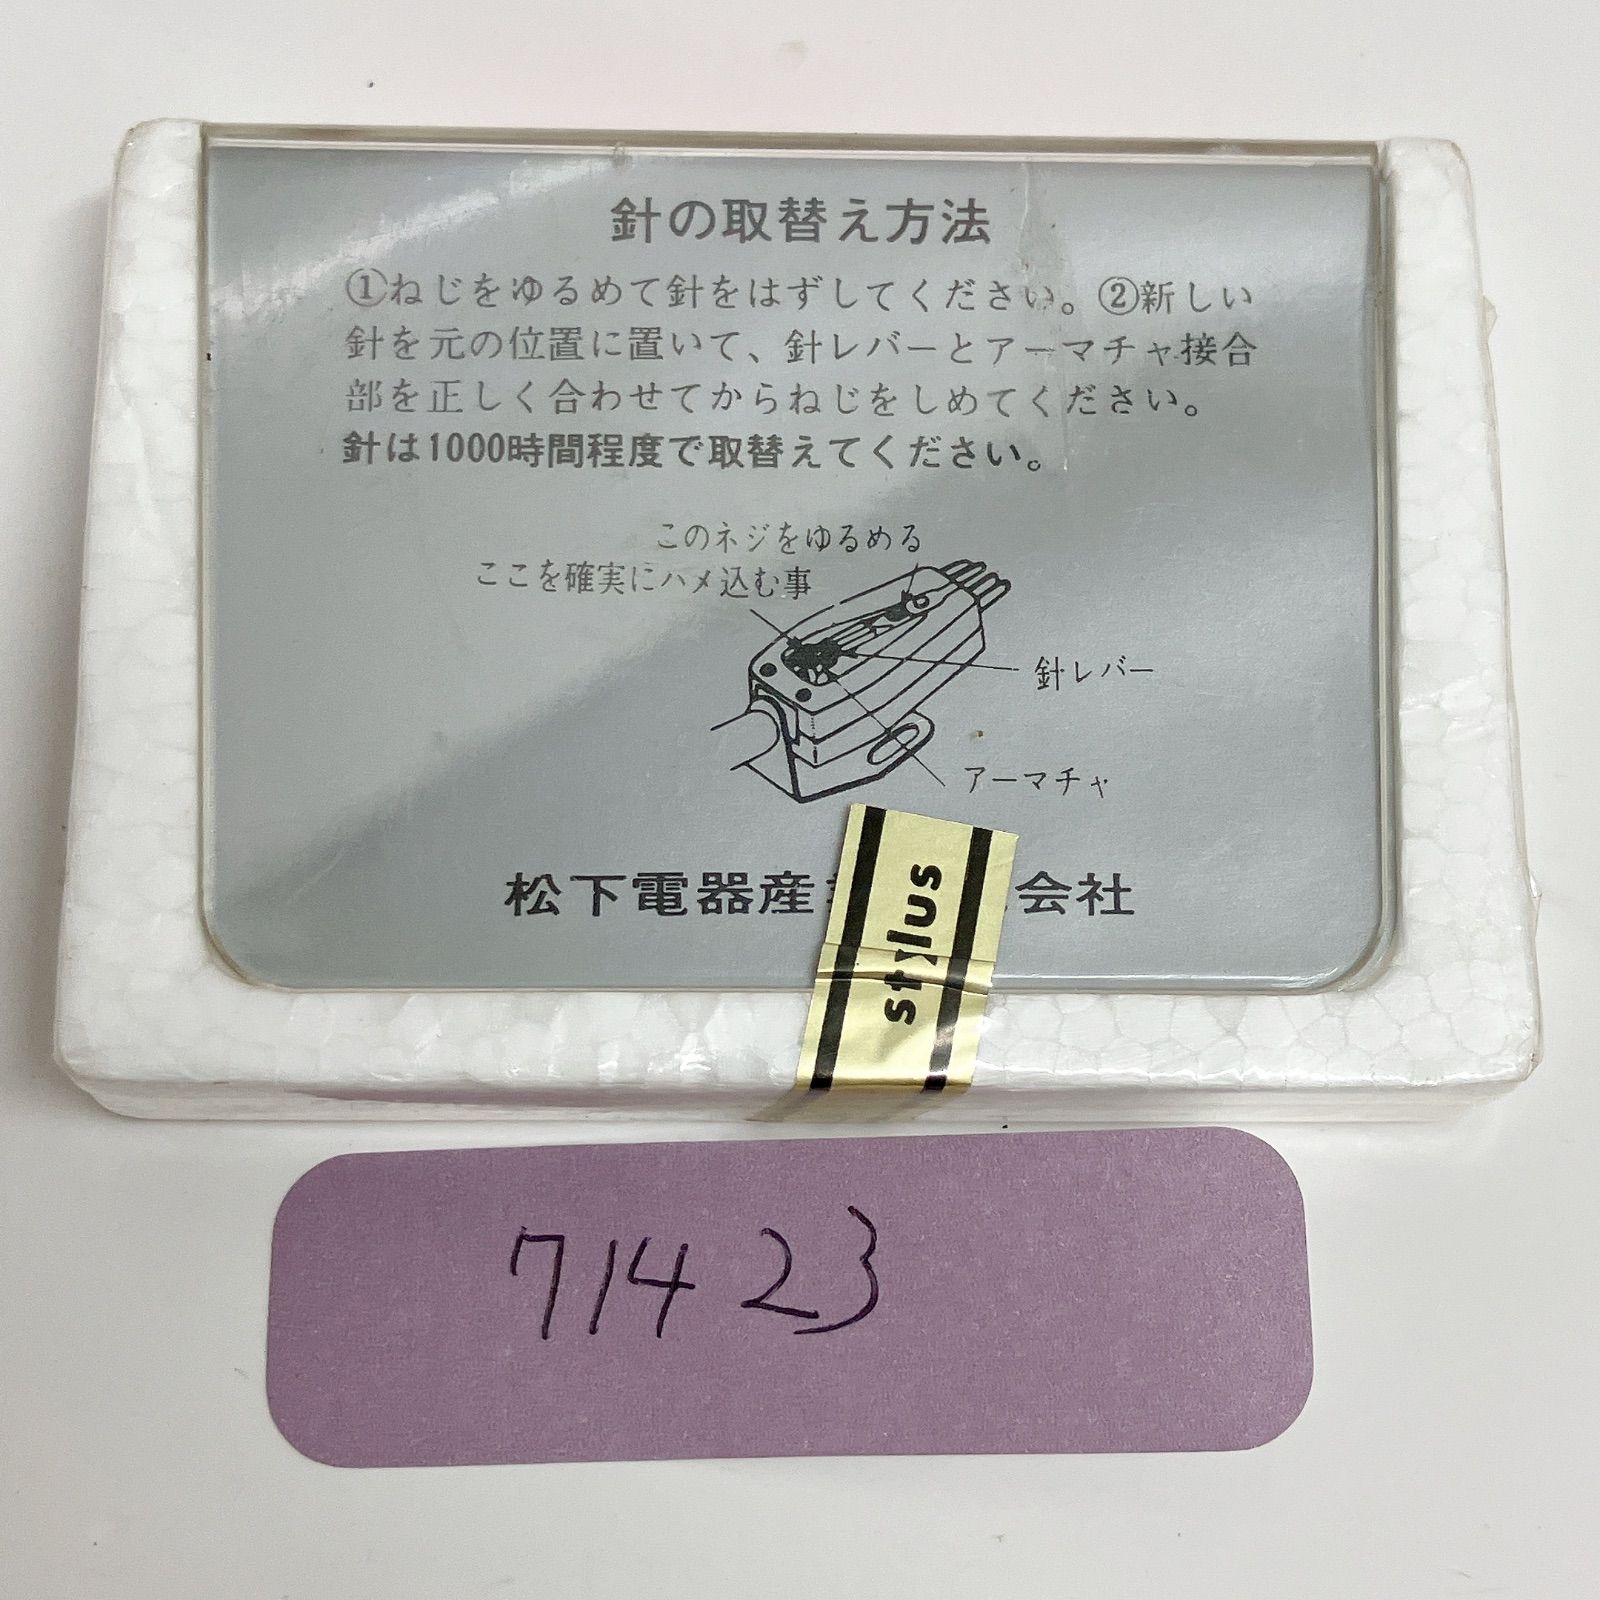 針の取替え方法
①ねじをゆるめて針をはずしてください。②新しい
針を元の位置に置いて、針レバーとアーマチャ接合
部を正しく合わせてからねじをしめてください。
針は1000時間程度で取替えてください。
このネジをゆるめる
ここを確実にハメ込む事
針レバー
アーマチャ
松下電器産 会社
stylus
71423